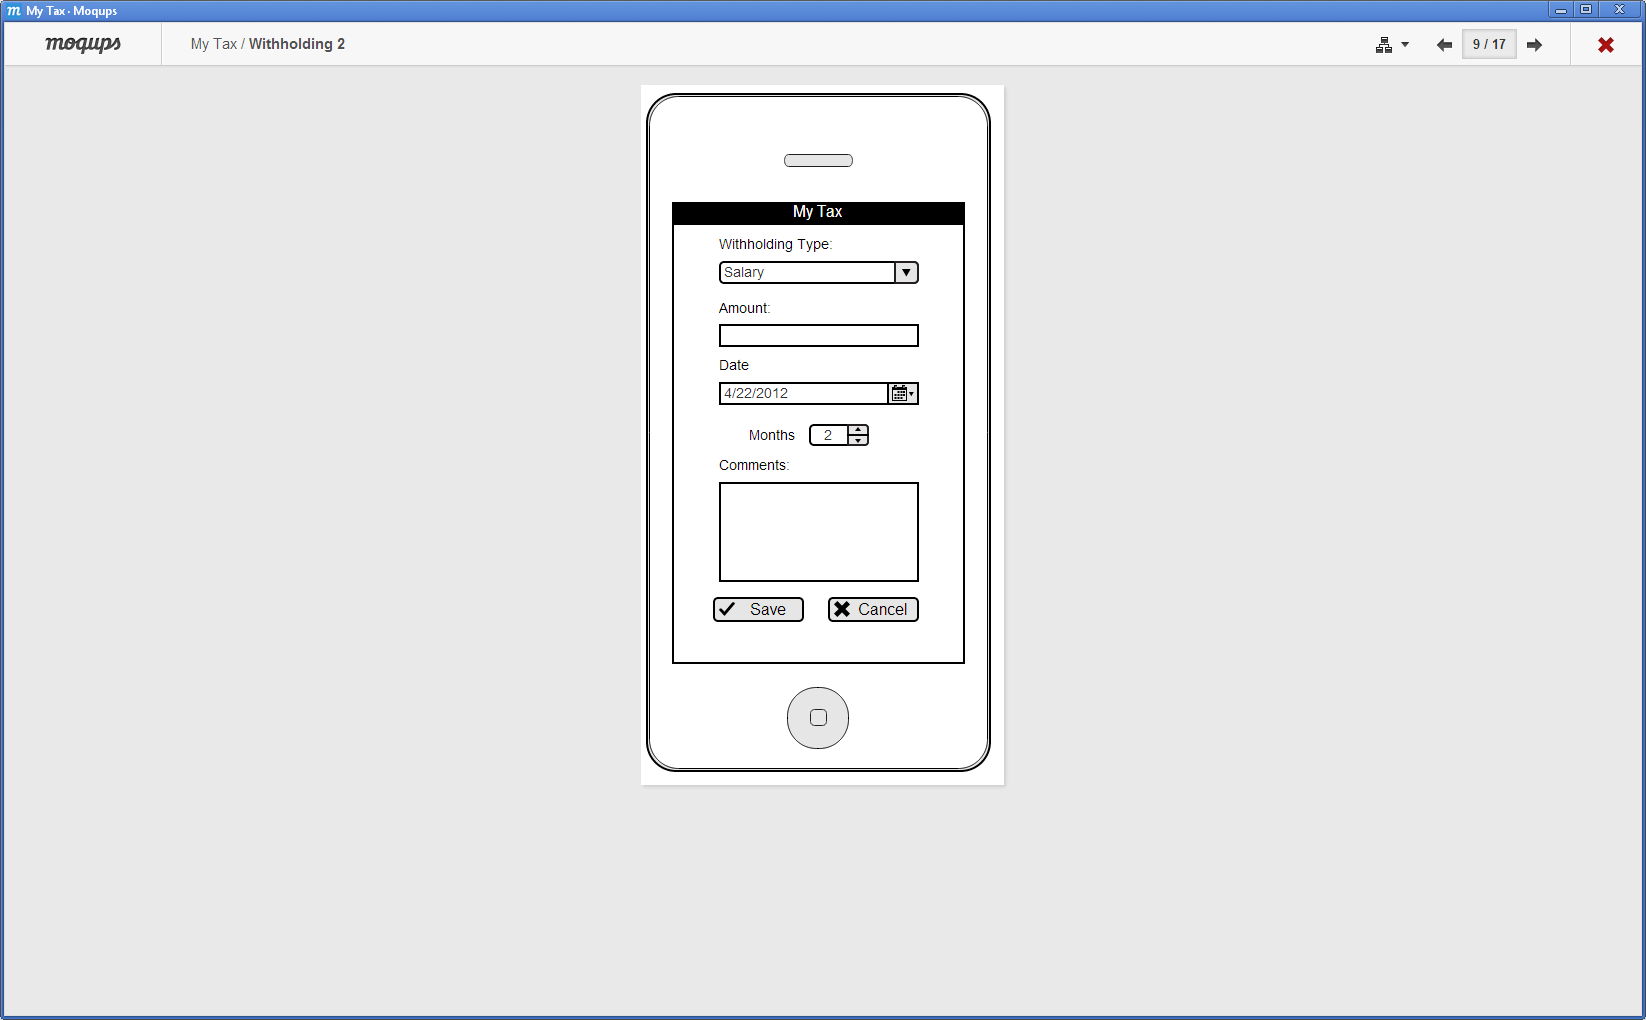 m My Tax · Moqups
moqups
My Tax / Withholding 2
9 / 17
My Tax
Withholding Type:
Salary
Amount:
Date
4/22/2012
Months 2
Comments:
Save Cancel